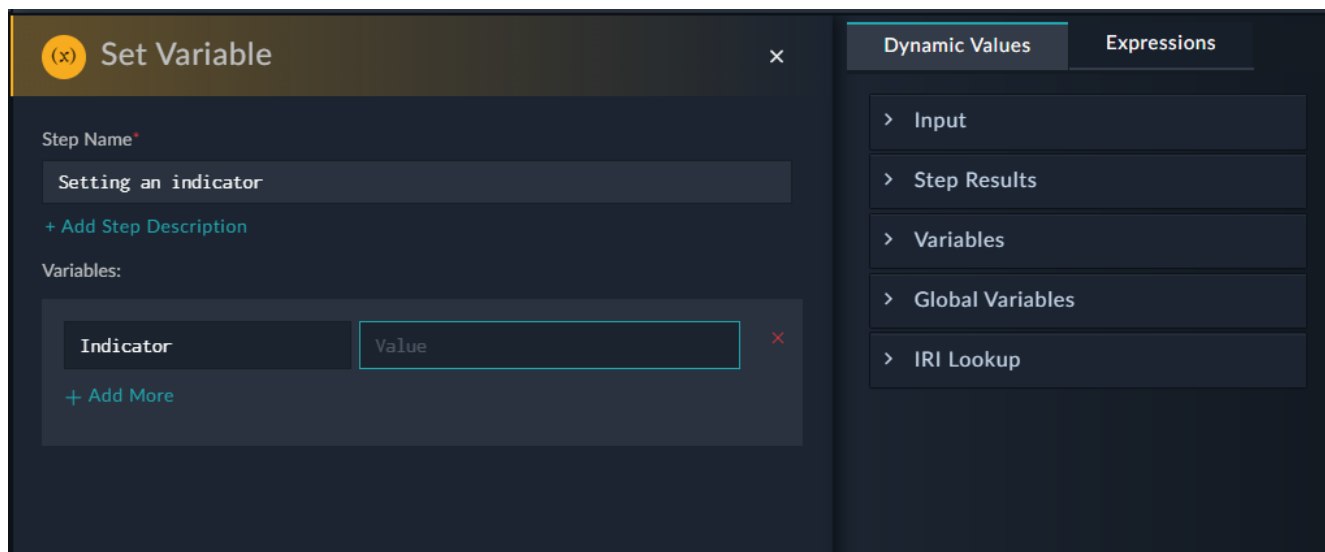 (x) Set Variable ×
Step Name*
Setting an indicator
+ Add Step Description
Variables:
Indicator Value ×
+ Add More
Dynamic Values Expressions
> Input
> Step Results
> Variables
> Global Variables
> IRI Lookup